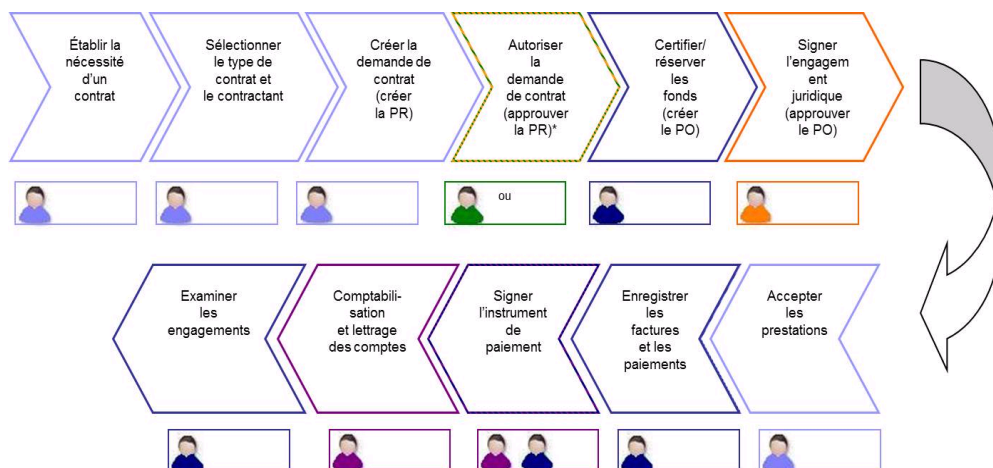 Établir la
nécessité
d'un
contrat
Sélectionner
le type de
contrat et
le contractant
Créer la
demande de
contrat
(créer
la PR)
Autoriser
la
demande
de contrat
(approuver
la PR)*
Certifier/
réserver
les
fonds
(créer
le PO)
Signer
l'engagem
ent
juridique
(approuver
le PO)
ou
Examiner
les
engagements
Comptabili-
sation
et lettrage
des comptes
Signer
l'instrument
de
paiement
Enregistrer
les
factures
et les
paiements
Accepter
les
prestations